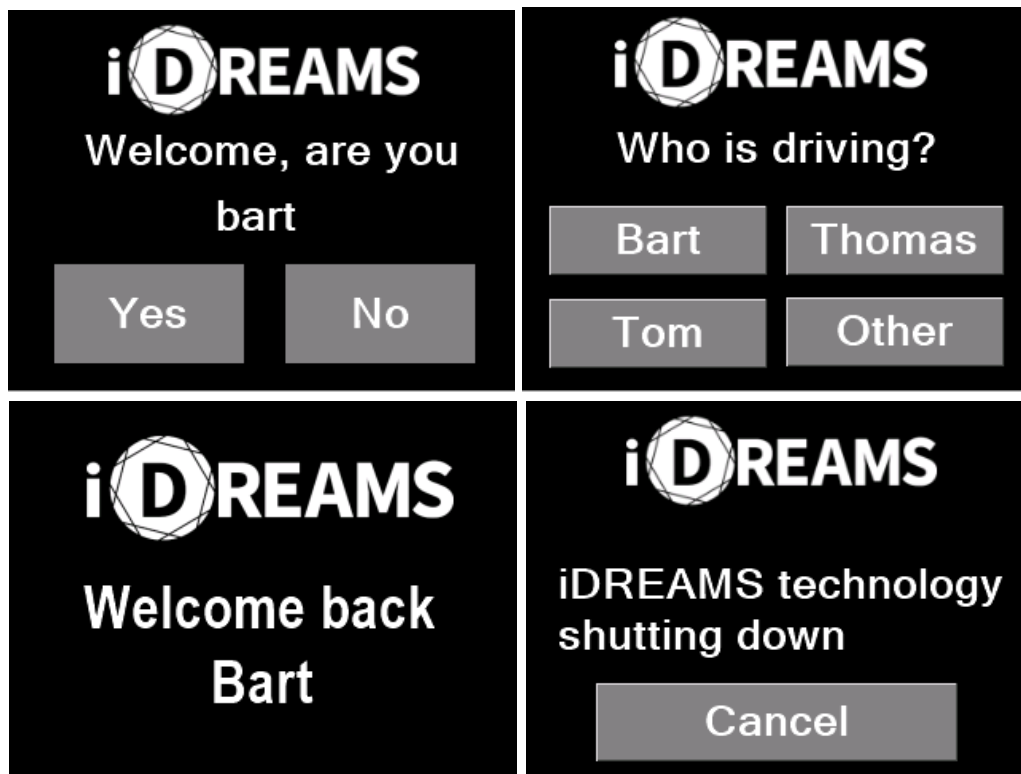 iDREAMS
Welcome, are you
bart
Yes No
iDREAMS
Who is driving?
Bart Thomas
Tom Other
iDREAMS
Welcome back
Bart
iDREAMS
iDREAMS technology
shutting down
Cancel